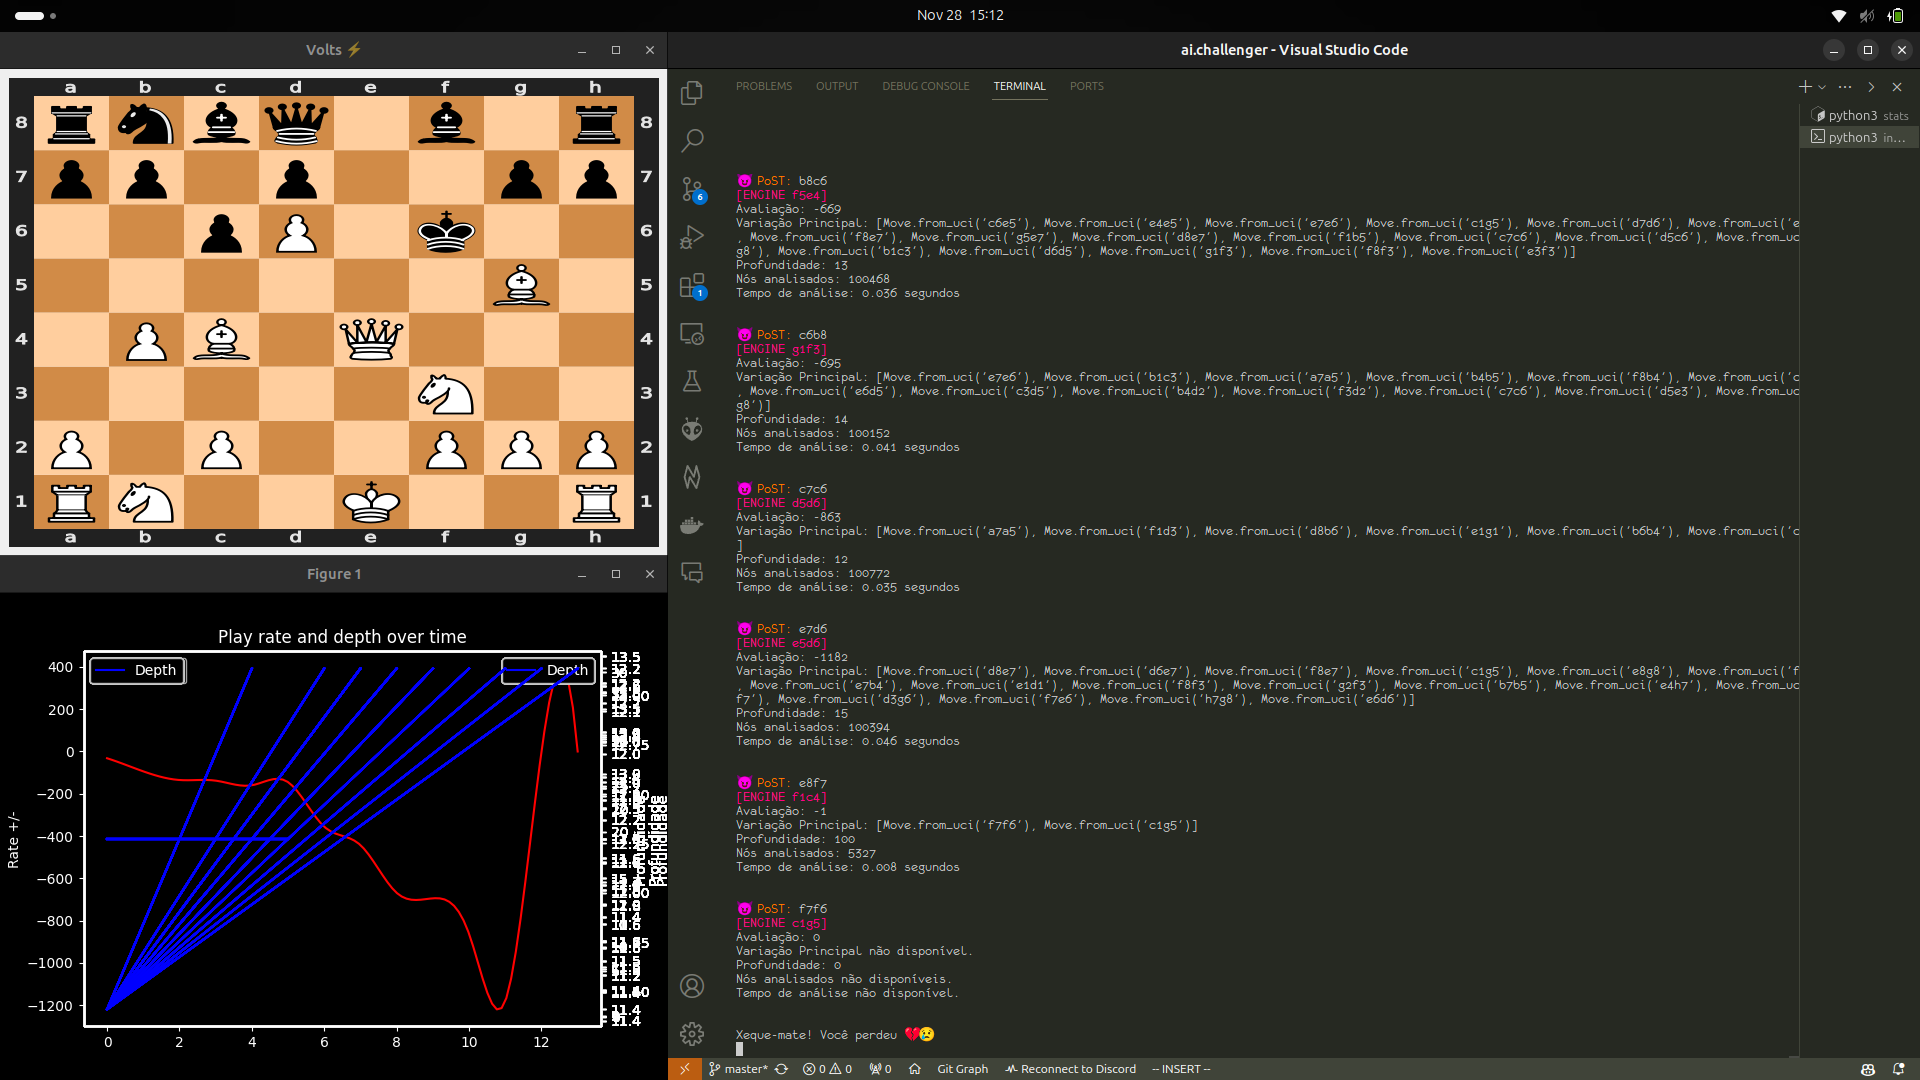 Nov 28 15:12
Volts ⚡
a b c d e f g h
8 8
7 7
6 6
5 5
4 4
3 3
2 2
1 1
a b c d e f g h
Figure 1
Play rate and depth over time
Depth
Depth
Rate +/-
400
200
0
−200
−400
−600
−800
−1000
−1200
0 2 4 6 8 10 12
ai.challenger - Visual Studio Code
PROBLEMS OUTPUT DEBUG CONSOLE TERMINAL PORTS
python3 stats
python3 in...
6
1
😈 PoST: b8c6
[ENGINE f5e4]
Avaliação: -669
Variação Principal: [Move.from_uci('c6e5'), Move.from_uci('e4e5'), Move.from_uci('e7e6'), Move.from_uci('c1g5'), Move.from_uci('d7d6'), Move.from_uci('e
, Move.from_uci('f8e7'), Move.from_uci('g5e7'), Move.from_uci('d8e7'), Move.from_uci('f1b5'), Move.from_uci('c7c6'), Move.from_uci('d5c6'), Move.from_uc
g8'), Move.from_uci('b1c3'), Move.from_uci('d6d5'), Move.from_uci('g1f3'), Move.from_uci('f8f3'), Move.from_uci('e3f3')]
Profundidade: 13
Nós analisados: 100468
Tempo de análise: 0.036 segundos
😈 PoST: c6b8
[ENGINE g1f3]
Avaliação: -695
Variação Principal: [Move.from_uci('e7e6'), Move.from_uci('b1c3'), Move.from_uci('a7a5'), Move.from_uci('b4b5'), Move.from_uci('f8b4'), Move.from_uci('c
, Move.from_uci('e6d5'), Move.from_uci('c3d5'), Move.from_uci('b4d2'), Move.from_uci('f3d2'), Move.from_uci('c7c6'), Move.from_uci('d5e3'), Move.from_uc
g8')]
Profundidade: 14
Nós analisados: 100152
Tempo de análise: 0.041 segundos
😈 PoST: c7c6
[ENGINE d5d6]
Avaliação: -863
Variação Principal: [Move.from_uci('a7a5'), Move.from_uci('f1d3'), Move.from_uci('d8b6'), Move.from_uci('e1g1'), Move.from_uci('b6b4'), Move.from_uci('c
]
Profundidade: 12
Nós analisados: 100772
Tempo de análise: 0.035 segundos
😈 PoST: e7d6
[ENGINE e5d6]
Avaliação: -1182
Variação Principal: [Move.from_uci('d8e7'), Move.from_uci('d6e7'), Move.from_uci('f8e7'), Move.from_uci('c1g5'), Move.from_uci('e8g8'), Move.from_uci('f
, Move.from_uci('e7b4'), Move.from_uci('e1d1'), Move.from_uci('f8f3'), Move.from_uci('g2f3'), Move.from_uci('b7b5'), Move.from_uci('e4h7'), Move.from_uc
f7'), Move.from_uci('d3g6'), Move.from_uci('f7e6'), Move.from_uci('h7g8'), Move.from_uci('e6d6')]
Profundidade: 15
Nós analisados: 100394
Tempo de análise: 0.046 segundos
😈 PoST: e8f7
[ENGINE f1c4]
Avaliação: -1
Variação Principal: [Move.from_uci('f7f6'), Move.from_uci('c1g5')]
Profundidade: 100
Nós analisados: 5327
Tempo de análise: 0.008 segundos
😈 PoST: f7f6
[ENGINE c1g5]
Avaliação: 0
Variação Principal não disponível.
Profundidade: 0
Nós analisados não disponíveis.
Tempo de análise não disponível.
Xeque-mate! Você perdeu 💔😢
master* 0 0 0 Git Graph Reconnect to Discord -- INSERT --